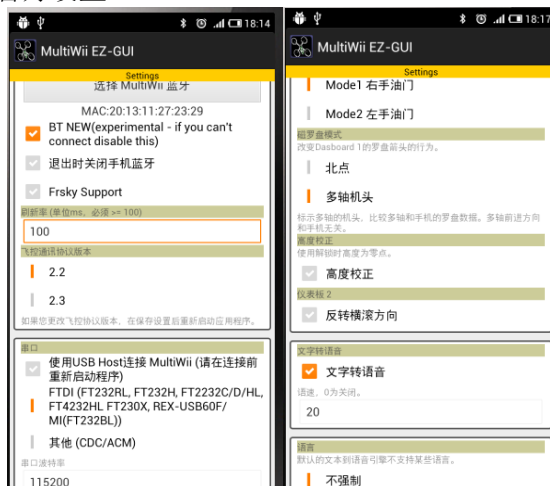 18:14
MultiWii EZ-GUI
Settings
选择 MultiWii 蓝牙
MAC:20:13:11:27:23:29
BT NEW(experimental - if you can't
connect disable this)
退出时关闭手机蓝牙
Frsky Support
刷新率 (单位ms，必须 >= 100)
100
飞控通讯协议版本
2.2
2.3
如果您更改飞控协议版本，在保存设置后重新启动应用程序。
串口
使用USB Host连接 MultiWii (请在连接前
重新启动程序)
FTDI (FT232RL, FT232H, FT2232C/D/HL,
FT4232HL FT230X, REX-USB60F/
MI(FT232BL))
其他 (CDC/ACM)
串口波特率
115200
18:17
MultiWii EZ-GUI
Settings
Mode1 右手油门
Mode2 左手油门
磁罗盘模式
改变Dasboard 1的罗盘箭头的行为。
北点
多轴机头
标示多轴的机头，比较多轴和手机的罗盘数据。多轴前进方向
和手机无关。
高度校正
使用解锁时高度为零点。
高度校正
仪表板 2
反转横滚方向
文字转语音
文字转语音
语速，0为关闭。
20
语言
默认的文本到语音引擎不支持某些语言。
不强制